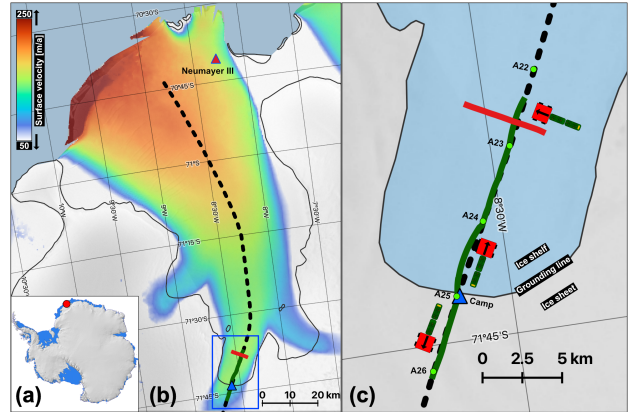 250
Surface velocity [m/a]
50
70°30'S
Neumayer III
70°45'S
71°S
71°15'S
71°30'S
71°45'S
9°30'W
9°W
8°30'W
8°W
7°30'W
(a)
(b)
0 10 20 km
(c)
A22
A23
A24
8°30'W
Ice shelf
Grounding line
Ice sheet
A25
Camp
71°45'S
A26
0 2.5 5 km